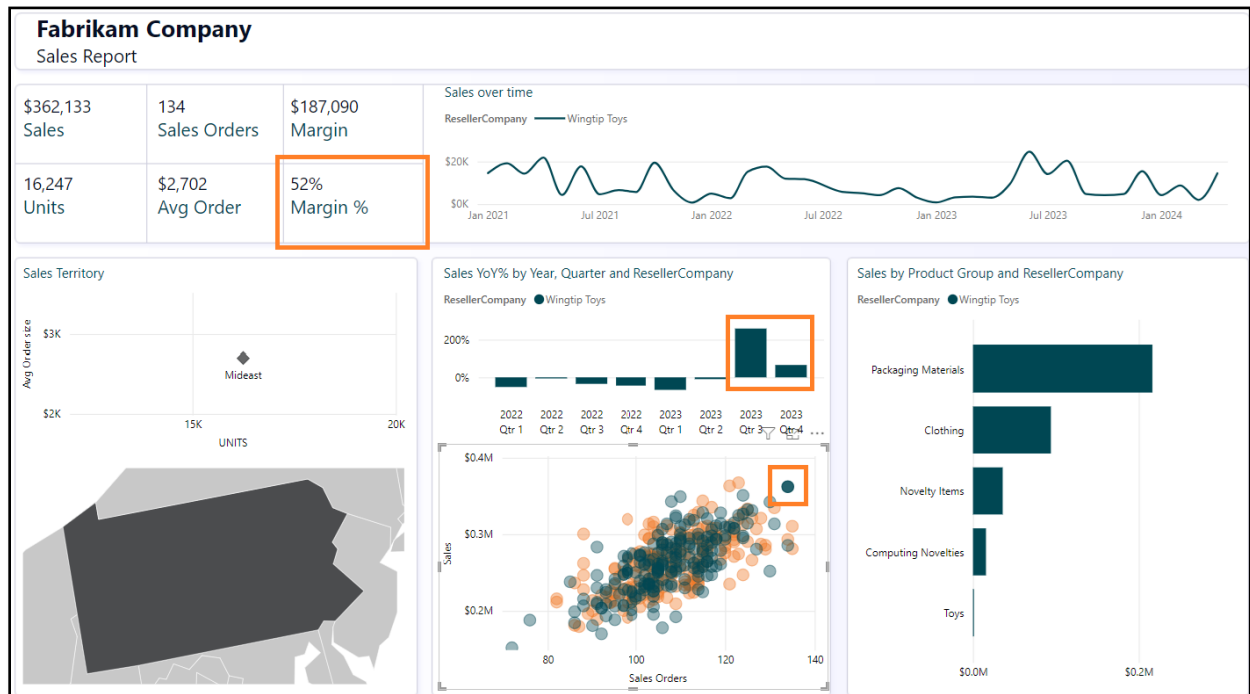 Fabrikam Company
Sales Report
$362,133
Sales
134
Sales Orders
$187,090
Margin
16,247
Units
$2,702
Avg Order
52%
Margin %
Sales over time
ResellerCompany Wingtip Toys
$20K
$0K
Jan 2021 Jul 2021 Jan 2022 Jul 2022 Jan 2023 Jul 2023 Jan 2024
Sales Territory
Avg Order size
$3K
Mideast
$2K
15K 20K
UNITS
Sales YoY% by Year, Quarter and ResellerCompany
ResellerCompany Wingtip Toys
200%
0%
2022 2022 2022 2022 2023 2023 2023 2023
Qtr 1 Qtr 2 Qtr 3 Qtr 4 Qtr 1 Qtr 2 Qtr 3 Qtr 4
$0.4M
$0.3M
$0.2M
Sales
80 100 120 140
Sales Orders
Sales by Product Group and ResellerCompany
ResellerCompany Wingtip Toys
Packaging Materials
Clothing
Novelty Items
Computing Novelties
Toys
$0.0M $0.2M